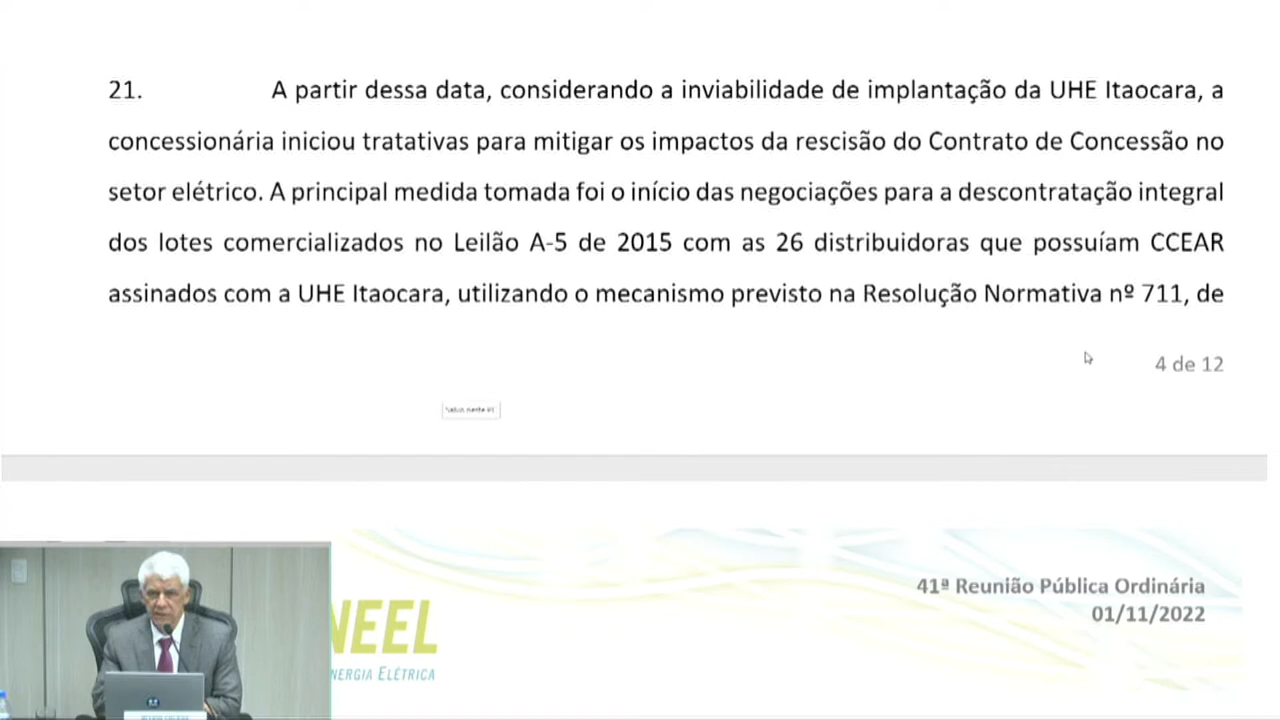 21. A partir dessa data, considerando a inviabilidade de implantação da UHE Itaocara, a
concessionária iniciou tratativas para mitigar os impactos da rescisão do Contrato de Concessão no
setor elétrico. A principal medida tomada foi o início das negociações para a descontratação integral
dos lotes comercializados no Leilão A-5 de 2015 com as 26 distribuidoras que possuíam CCEAR
assinados com a UHE Itaocara, utilizando o mecanismo previsto na Resolução Normativa nº 711, de
4 de 12
41ª Reunião Pública Ordinária
01/11/2022
NEEL
NERGIA ELÉTRICA